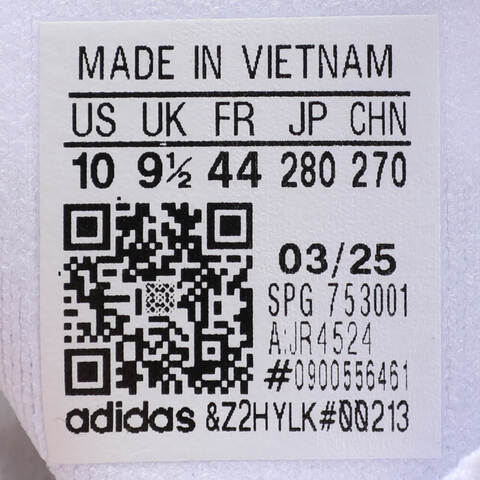 MADE IN VIETNAM
US UK FR JP CHN
10 9½ 44 280 270
03/25
SPG 753001
A:JR4524
#0900556461
adidas &Z2HYLK#00213